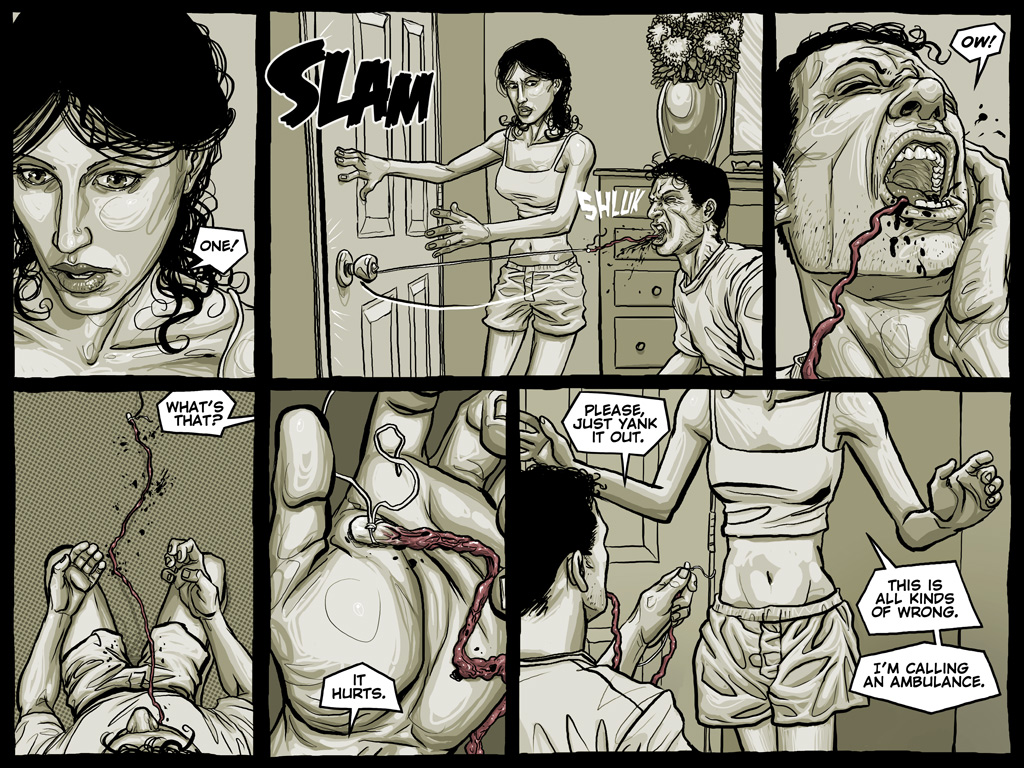 ONE!
SLAM
SHLUK
OW!
WHAT'S
THAT?
IT
HURTS.
PLEASE,
JUST YANK
IT OUT.
THIS IS
ALL KINDS
OF WRONG.
I'M CALLING
AN AMBULANCE.